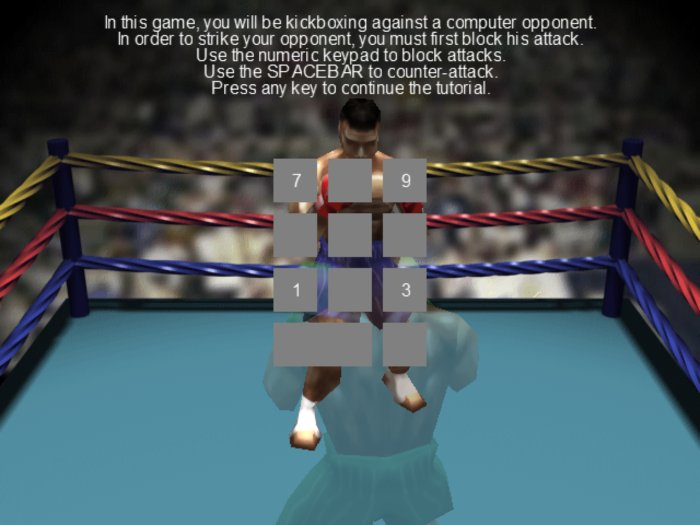 In this game, you will be kickboxing against a computer opponent.
In order to strike your opponent, you must first block his attack.
Use the numeric keypad to block attacks.
Use the SPACEBAR to counter-attack.
Press any key to continue the tutorial.
7 9
1 3